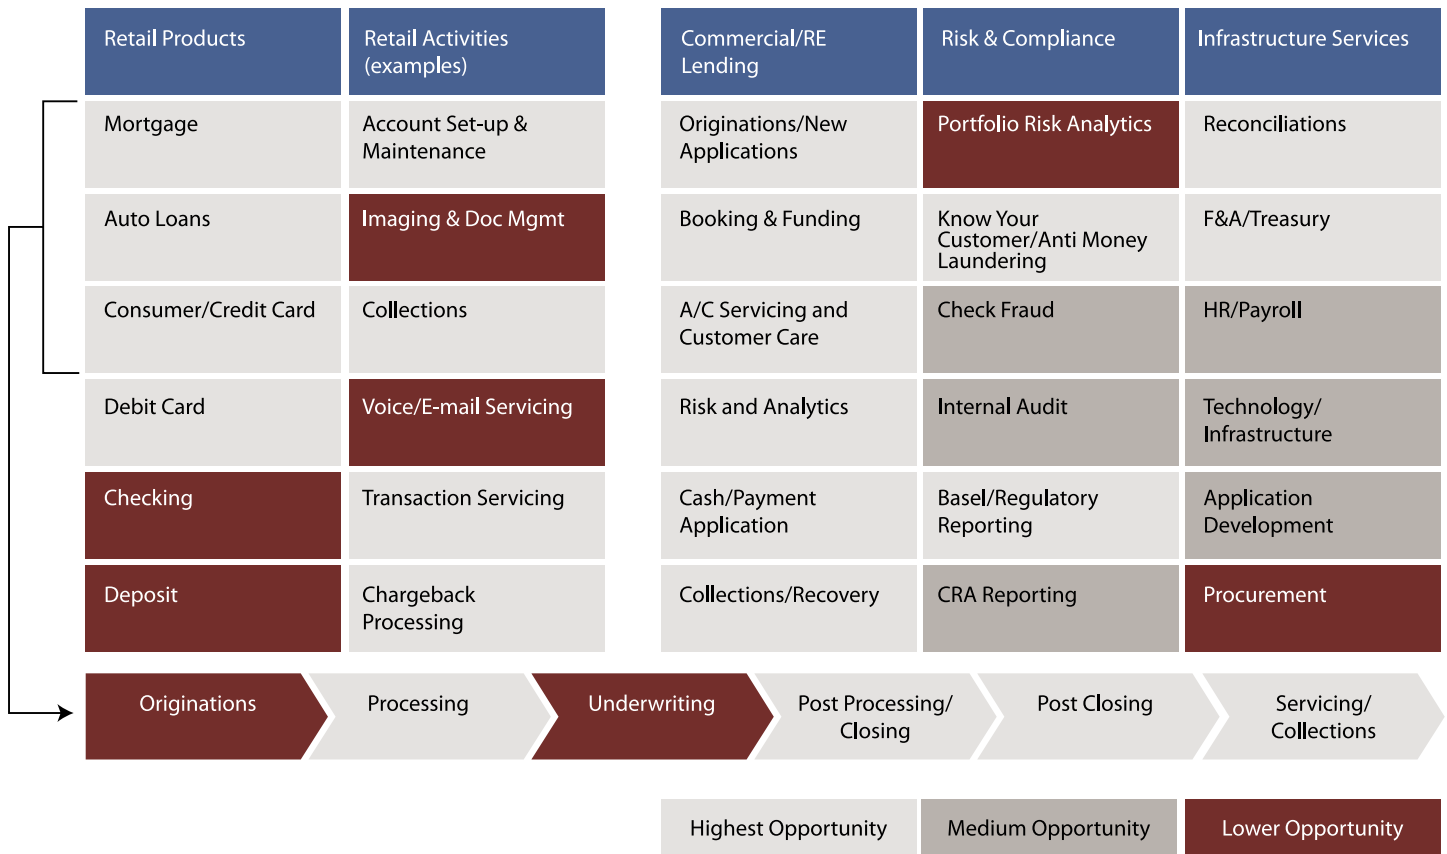 Retail Products
Retail Activities
(examples)
Commercial/RE
Lending
Risk & Compliance
Infrastructure Services
Mortgage
Account Set-up &
Maintenance
Originations/New
Applications
Portfolio Risk Analytics
Reconciliations
Auto Loans
Imaging & Doc Mgmt
Booking & Funding
Know Your
Customer/Anti Money
Laundering
F&A/Treasury
Consumer/Credit Card
Collections
A/C Servicing and
Customer Care
Check Fraud
HR/Payroll
Debit Card
Voice/E-mail Servicing
Risk and Analytics
Internal Audit
Technology/
Infrastructure
Checking
Transaction Servicing
Cash/Payment
Application
Basel/Regulatory
Reporting
Application
Development
Deposit
Chargeback
Processing
Collections/Recovery
CRA Reporting
Procurement
Originations
Processing
Underwriting
Post Processing/
Closing
Post Closing
Servicing/
Collections
Highest Opportunity
Medium Opportunity
Lower Opportunity